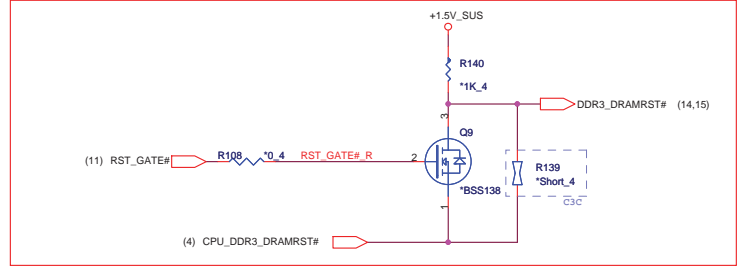 +1.5V_SUS
R140
*1K_4
DDR3_DRAMRST# (14,15)
3
Q9
R108 *0_4
(11) RST_GATE#
RST_GATE#_R
2
R139
*Short_4
*BSS138
C3C
1
(4) CPU_DDR3_DRAMRST#